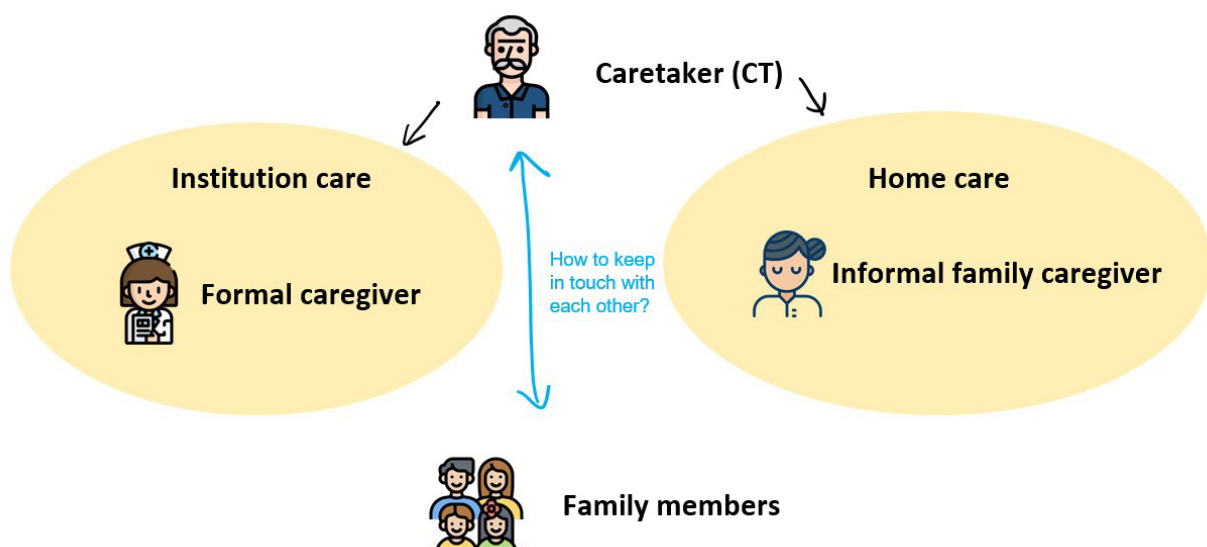 Caretaker (CT)
Institution care
Formal caregiver
How to keep
in touch with
each other?
Home care
Informal family caregiver
Family members